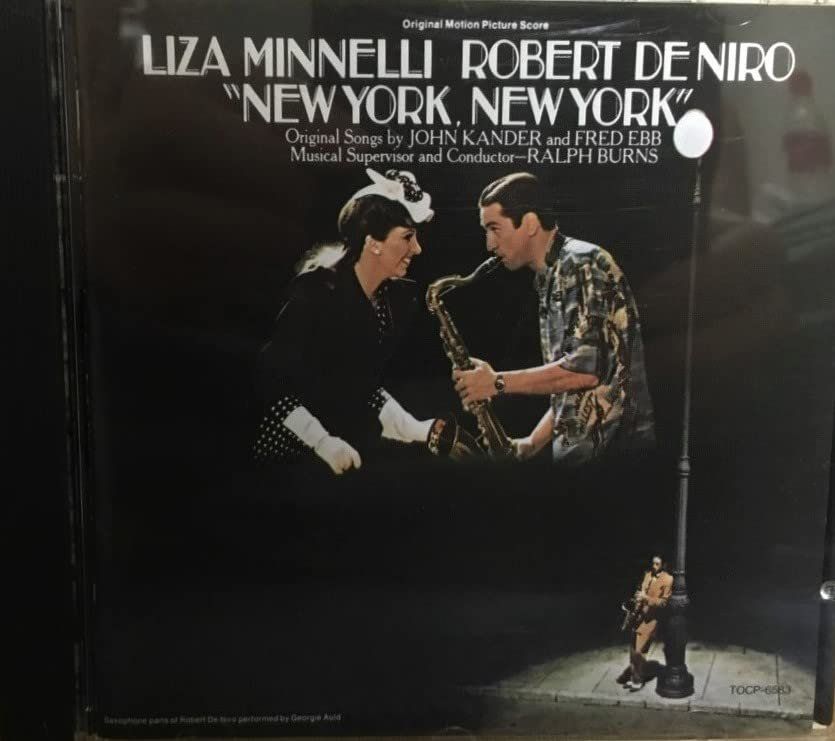 Original Motion Picture Score
LIZA MINNELLI ROBERT DE NIRO
"NEW YORK, NEW YORK"
Original Songs by JOHN KANDER and FRED EBB
Musical Supervisor and Conductor—RALPH BURNS
TOCP-6583
Saxophone parts of Robert De Niro performed by Georgie Auld